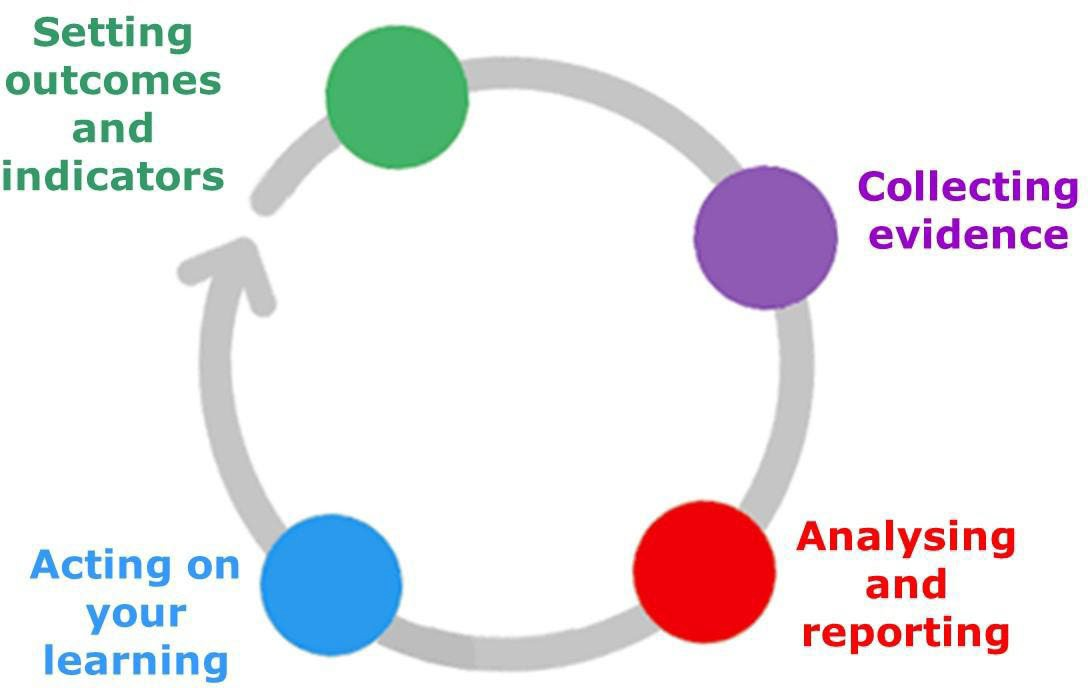 Setting
outcomes
and
indicators
Collecting
evidence
Analysing
and
reporting
Acting on
your
learning